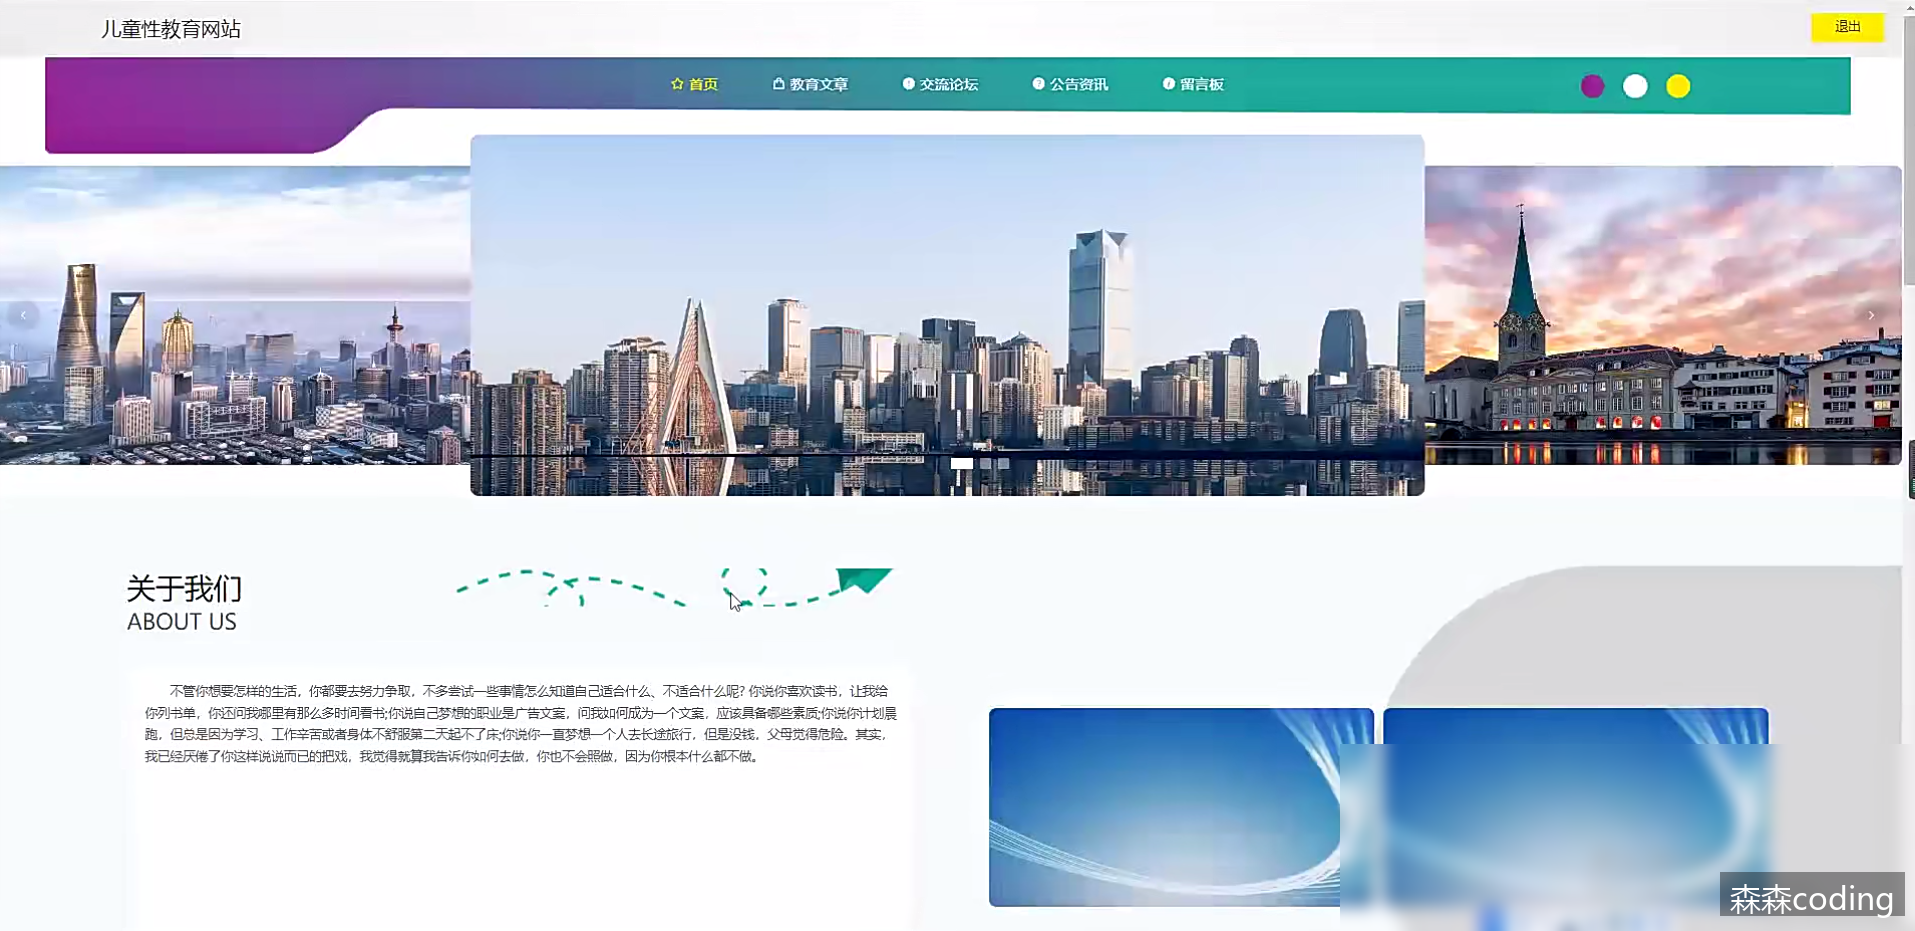 儿童性教育网站
退出
首页 教育文章 交流论坛 公告资讯 留言板
关于我们
ABOUT US
不管你想要怎样的生活，你都要去努力争取，不多尝试一些事情怎么知道自己适合什么、不适合什么呢? 你说你喜欢读书，让我给
你列书单，你还问我哪里有那么多时间看书;你说自己梦想的职业是广告文案，问我如何成为一个文案，应该具备哪些素质;你说你计划晨
跑，但总是因为学习、工作辛苦或者身体不舒服第二天起不了床;你说你一直梦想一个人去长途旅行，但是没钱，父母觉得危险。其实，
我已经厌倦了你这样说说而已的把戏，我觉得就算我告诉你如何去做，你也不会照做，因为你根本什么都不做。
森森coding